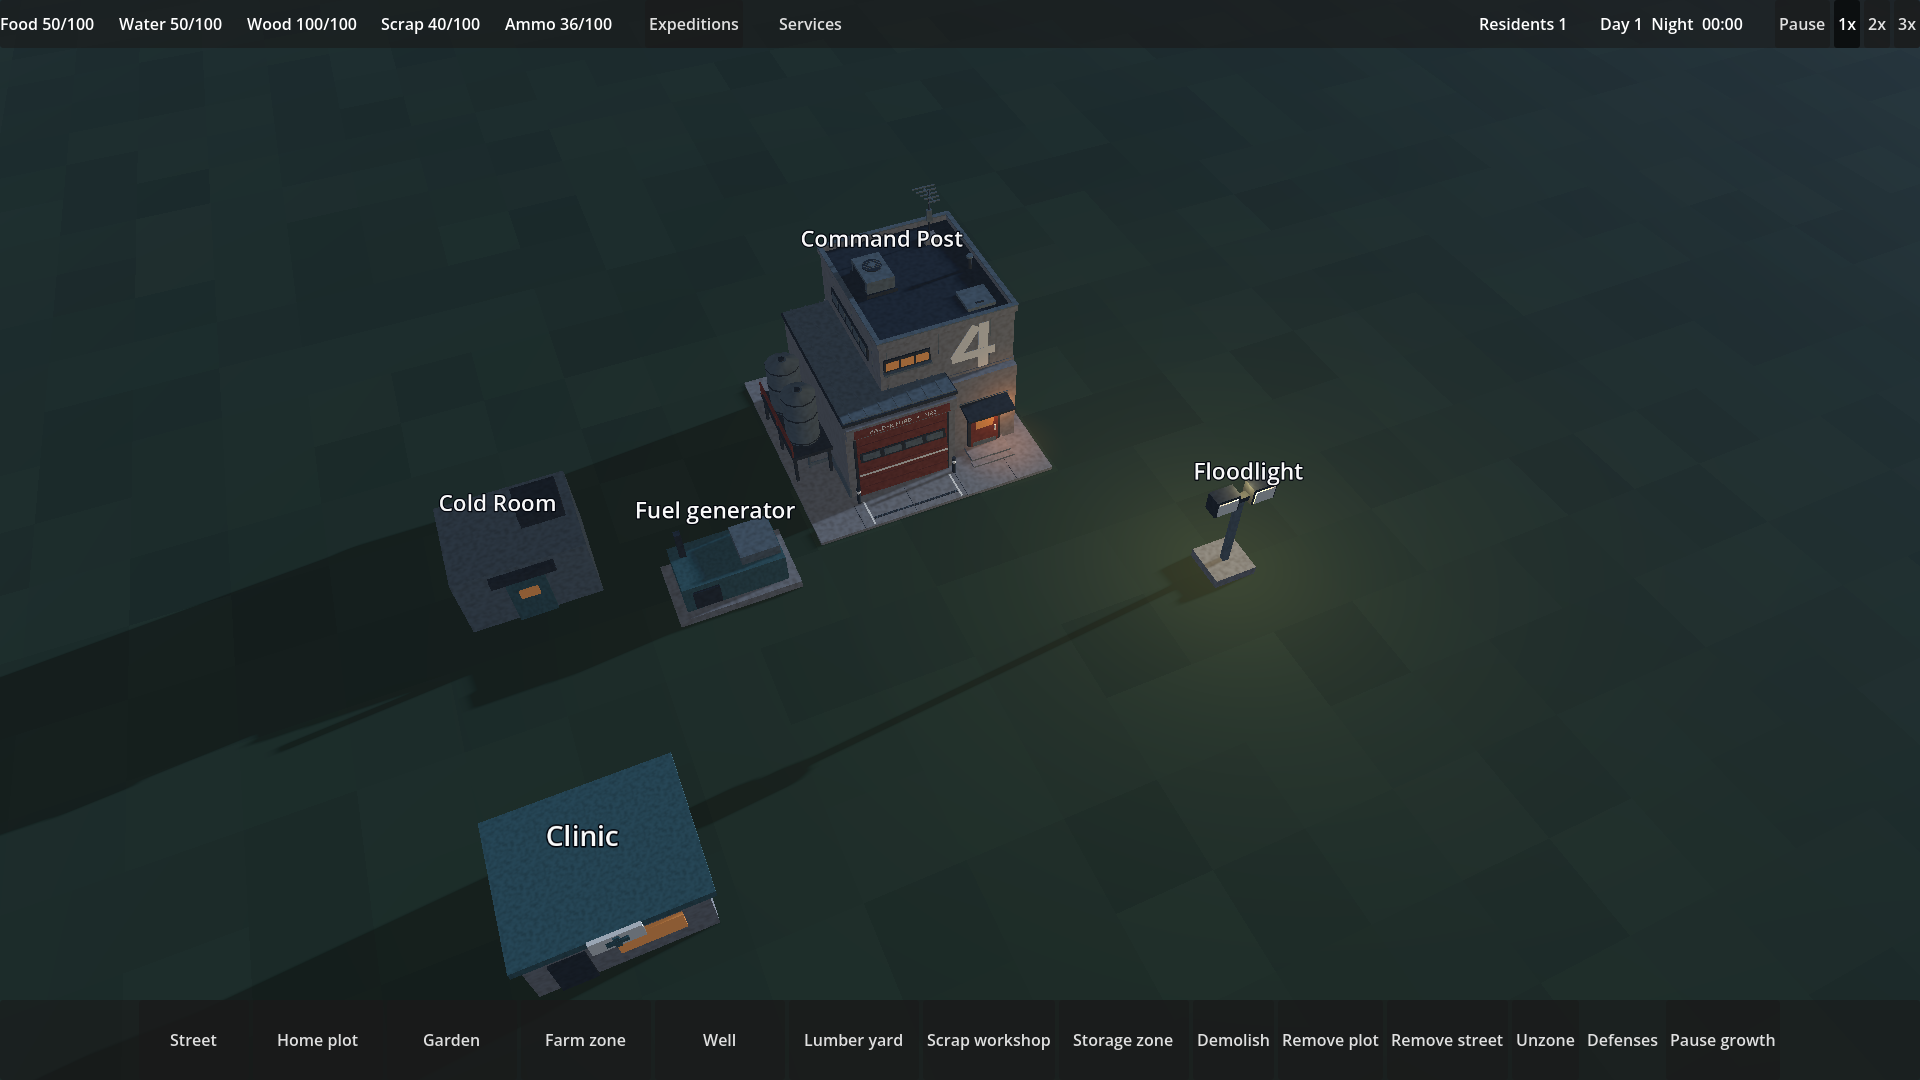 Food 50/100 Water 50/100 Wood 100/100 Scrap 40/100 Ammo 36/100 Expeditions Services Residents 1 Day 1 Night 00:00 Pause 1x 2x 3x
Command Post
4
Floodlight
Cold Room
Fuel generator
Clinic
Street Home plot Garden Farm zone Well Lumber yard Scrap workshop Storage zone Demolish Remove plot Remove street Unzone Defenses Pause growth